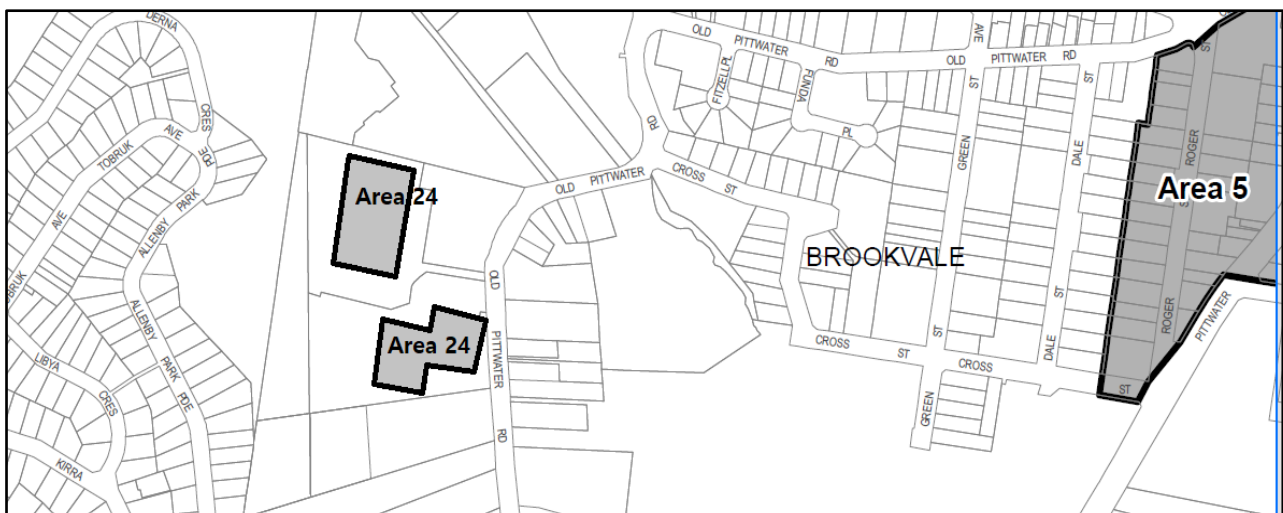 DERNA
CRES
TOBRUK
AVE
PDE
ALLENBY
PARK
AVE
OBRUK
ALLENBY
PARK
PDE
LIBYA
CRES
KIRRA
Area 24
Area 24
OLD
PITTWATER
RD
OLD
PITTWATER
RD
OLD
PITTWATER
RD
OLD
PITTWATER
RD
FITZELL PL
FUNDA
PL
CROSS
ST
AVE
ST
GREEN
ST
ST
DALE
ST
DALE
BROOKVALE
CROSS
ST
CROSS
ST
GREEN
ST
ROGER
Area 5
ST
ROGER
PITTWATER